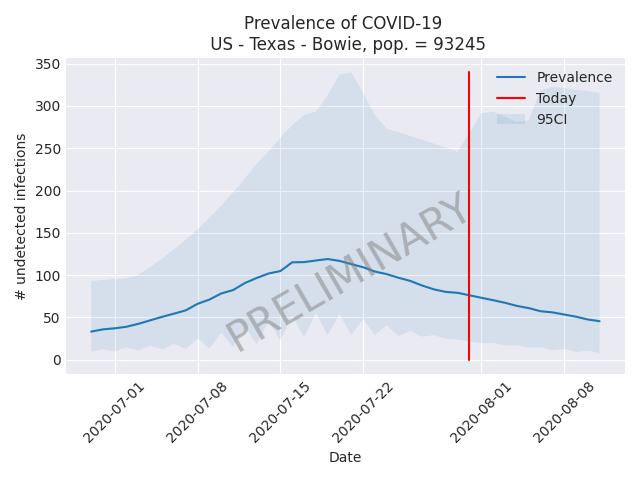 Prevalence of COVID-19
US - Texas - Bowie, pop. = 93245
350
300
250
200
150
100
50
0
# undetected infections
Prevalence
Today
95CI
PRELIMINARY
2020-07-01
2020-07-08
2020-07-15
2020-07-22
2020-08-01
2020-08-08
Date